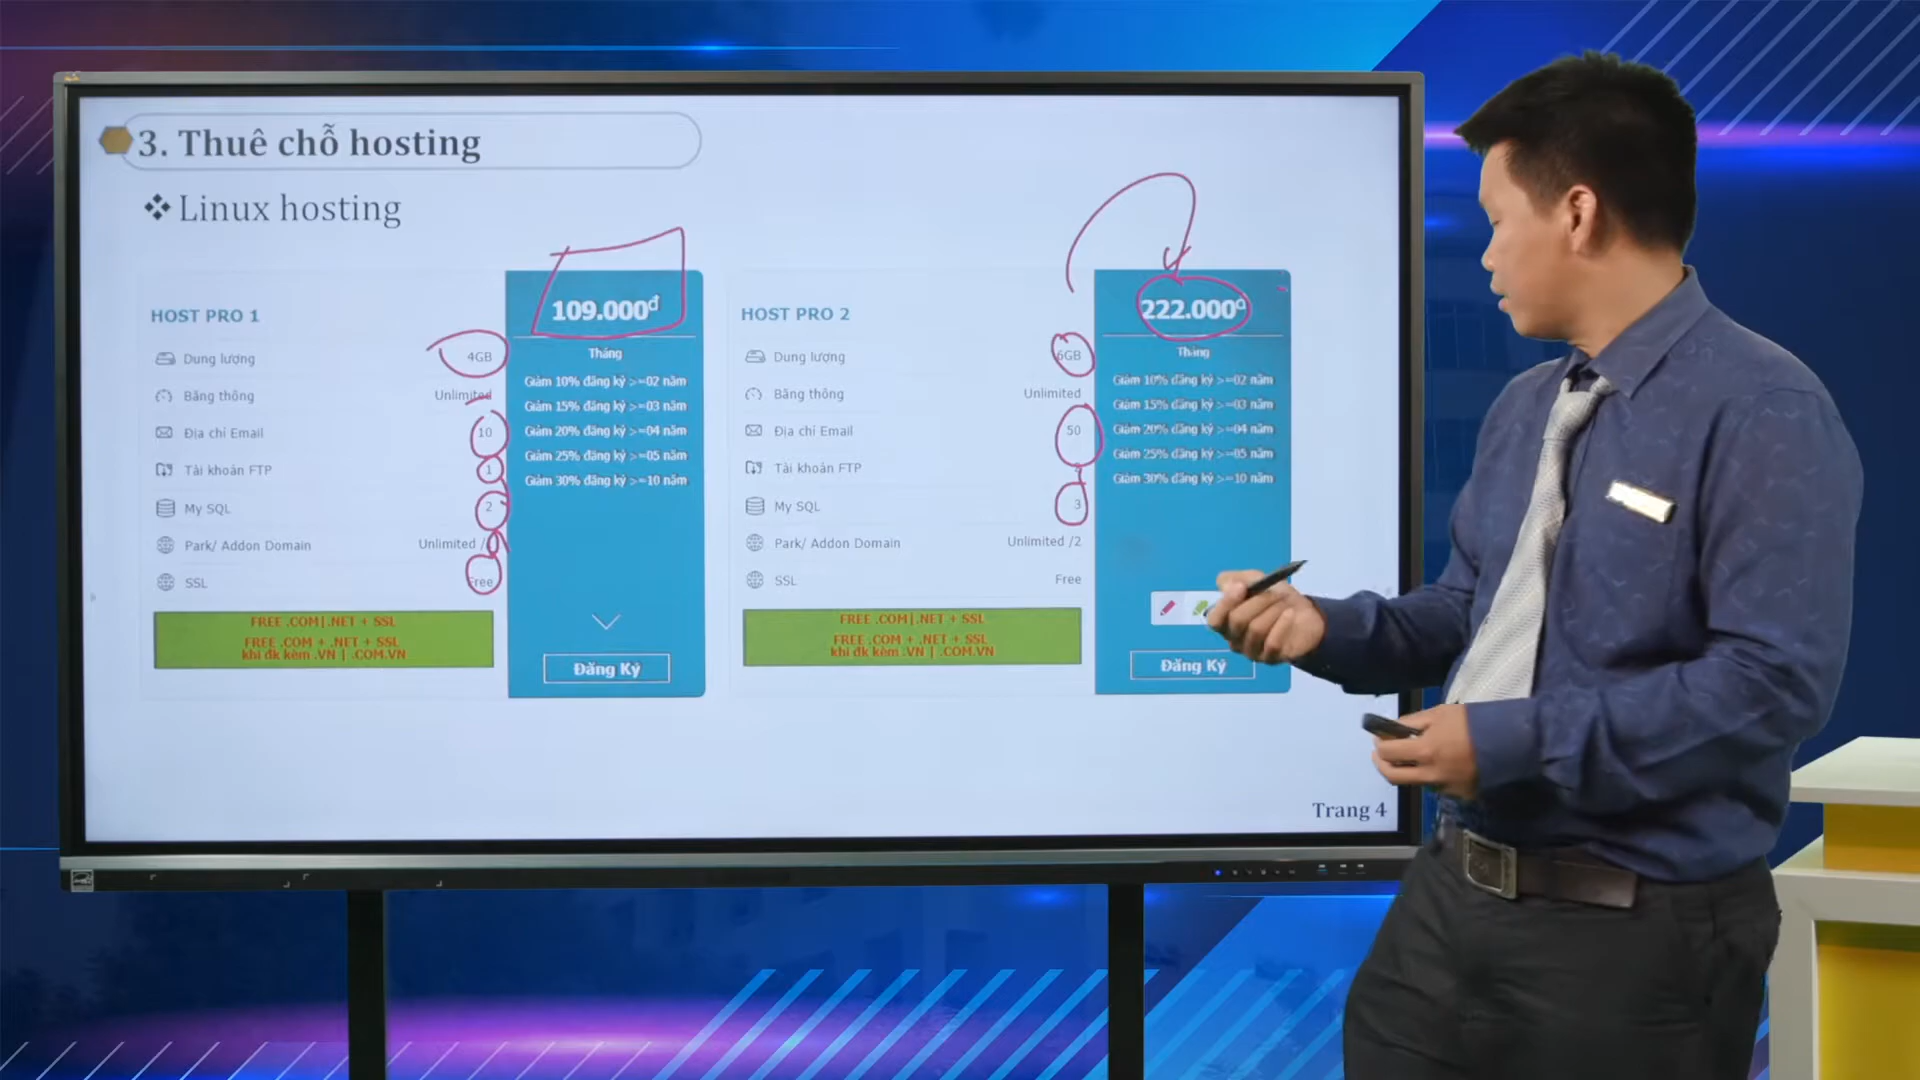 3. Thuê chỗ hosting
Linux hosting
HOST PRO 1
Dung lượng 4GB
Băng thông Unlimited
Địa chỉ Email 10
Tài khoản FTP 1
My SQL 2
Park/ Addon Domain Unlimited /
SSL Free
FREE .COM|.NET + SSL
FREE .COM + .NET + SSL
khi đk kèm .VN | .COM.VN
109.000đ
Tháng
Giảm 10% đăng ký >=02 năm
Giảm 15% đăng ký >=03 năm
Giảm 20% đăng ký >=04 năm
Giảm 25% đăng ký >=05 năm
Giảm 30% đăng ký >=10 năm
Đăng Ký
HOST PRO 2
Dung lượng 6GB
Băng thông Unlimited
Địa chỉ Email 50
Tài khoản FTP
My SQL 3
Park/ Addon Domain Unlimited /2
SSL Free
FREE .COM|.NET + SSL
FREE .COM + .NET + SSL
khi đk kèm .VN | .COM.VN
222.000đ
Tháng
Giảm 10% đăng ký >=02 năm
Giảm 15% đăng ký >=03 năm
Giảm 20% đăng ký >=04 năm
Giảm 25% đăng ký >=05 năm
Giảm 30% đăng ký >=10 năm
Đăng Ký
Trang 4